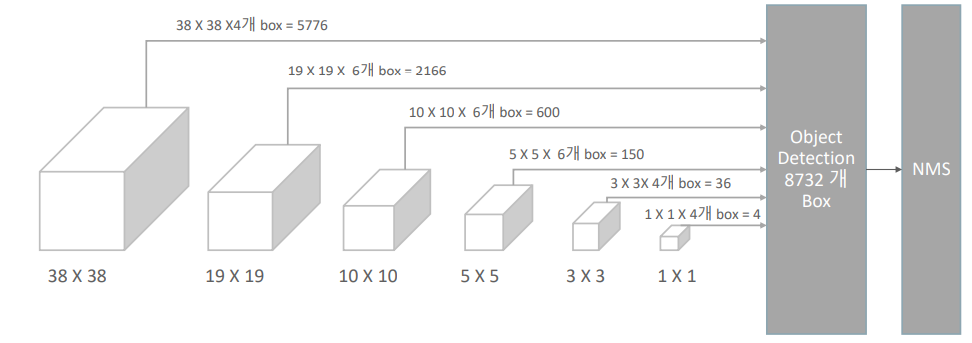 38 X 38 X4개 box = 5776
19 X 19 X 6개 box = 2166
10 X 10 X 6개 box = 600
5 X 5 X 6개 box = 150
3 X 3X 4개 box = 36
1 X 1 X 4개 box = 4
38 X 38
19 X 19
10 X 10
5 X 5
3 X 3
1 X 1
Object
Detection
8732 개
Box
NMS